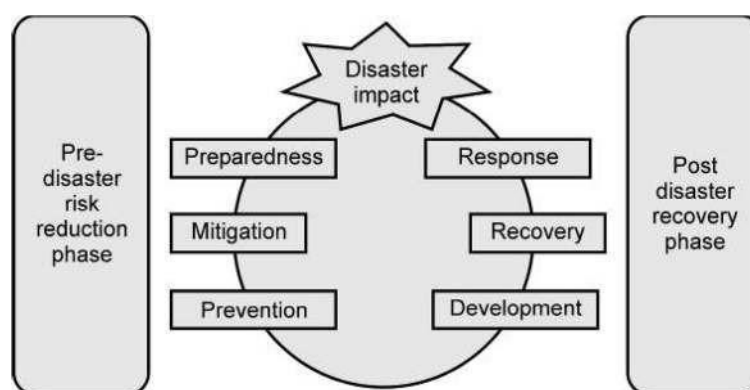 Disaster
impact
Pre-
disaster
risk
reduction
phase
Preparedness
Mitigation
Prevention
Response
Recovery
Development
Post
disaster
recovery
phase